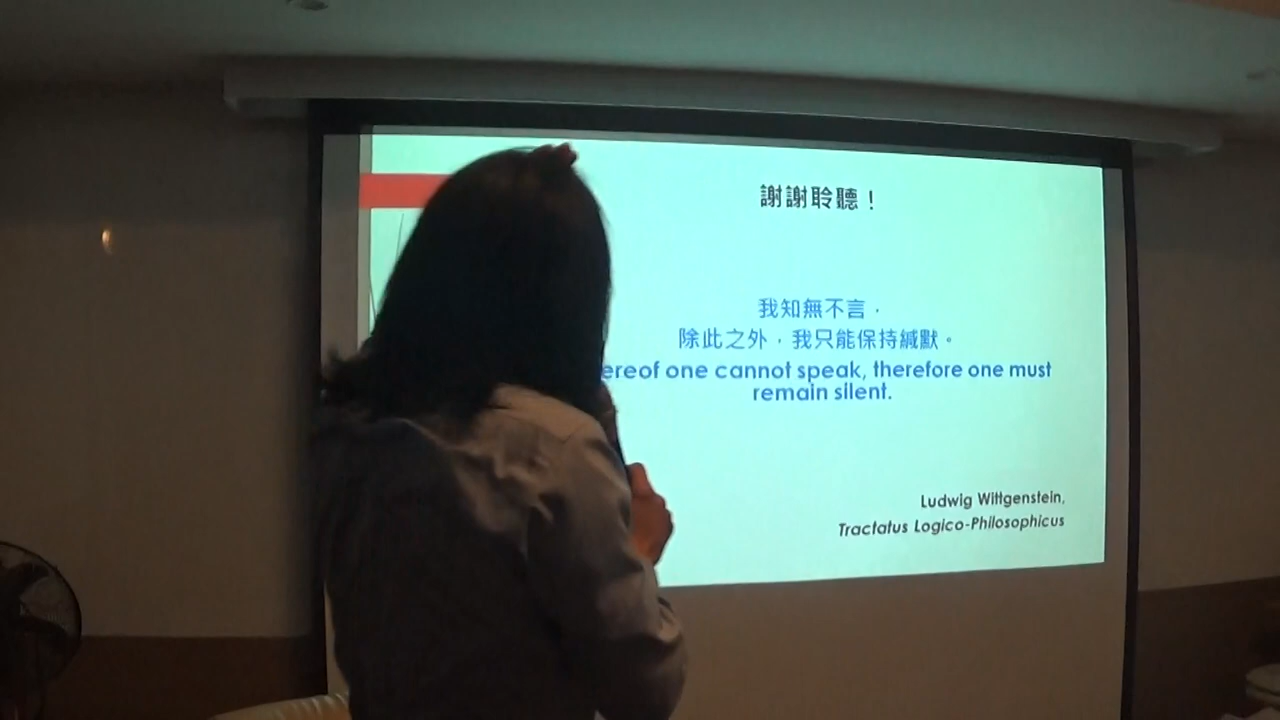 謝謝聆聽！
我知無不言，
除此之外，我只能保持緘默。
one cannot speak, therefore one must
remain silent.
Ludwig Wittgenstein,
Tractatus Logico-Philosophicus